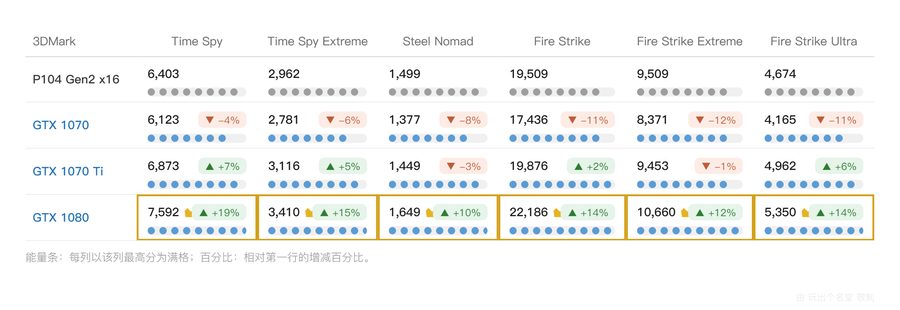 3DMark Time Spy Time Spy Extreme Steel Nomad Fire Strike Fire Strike Extreme Fire Strike Ultra
P104 Gen2 x16 6,403 2,962 1,499 19,509 9,509 4,674
GTX 1070 6,123 ▼ −4% 2,781 ▼ −6% 1,377 ▼ −8% 17,436 ▼ −11% 8,371 ▼ −12% 4,165 ▼ −11%
GTX 1070 Ti 6,873 ▲ +7% 3,116 ▲ +5% 1,449 ▼ −3% 19,876 ▲ +2% 9,453 ▼ −1% 4,962 ▲ +6%
GTX 1080 7,592 ▲ +19% 3,410 ▲ +15% 1,649 ▲ +10% 22,186 ▲ +14% 10,660 ▲ +12% 5,350 ▲ +14%
能量条：每列以该列最高分为满格；百分比：相对第一行的增减百分比。
由 玩出个名堂